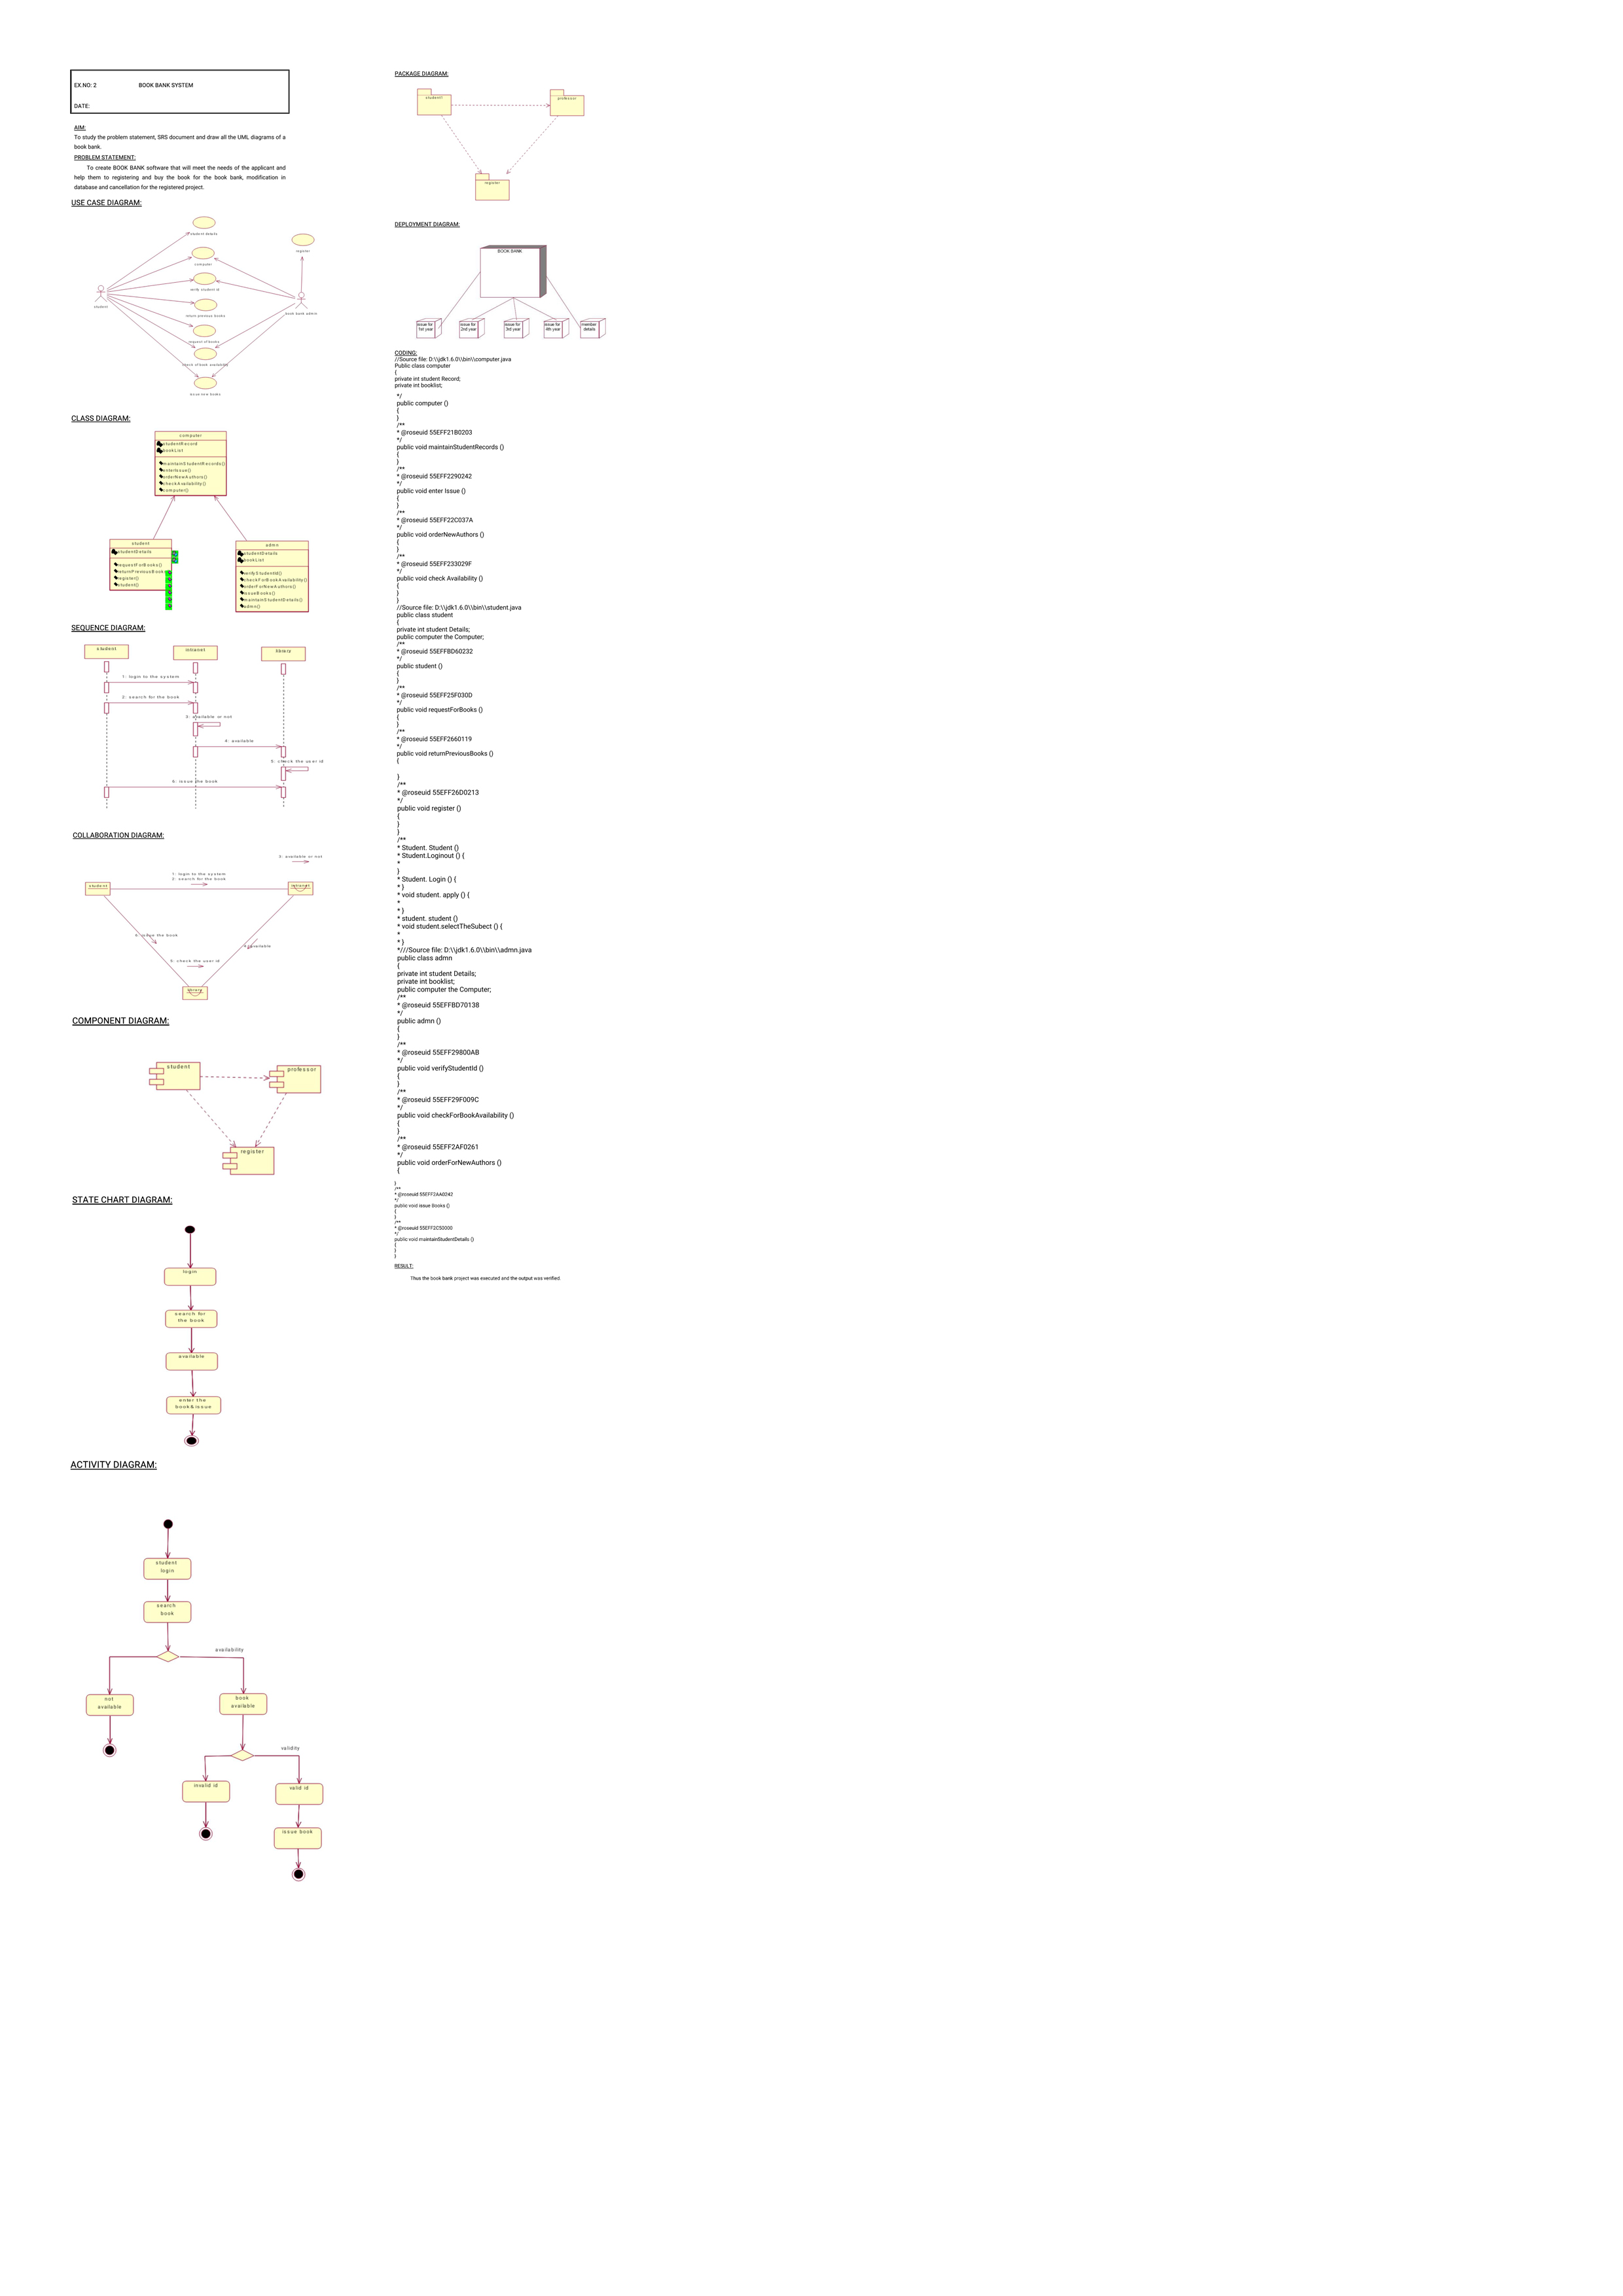 EX.NO: 2 BOOK BANK SYSTEM
DATE:
AIM:
To study the problem statement, SRS document and draw all the UML diagrams of a
book bank.
PROBLEM STATEMENT:
To create BOOK BANK software that will meet the needs of the applicant and
help them to registering and buy the book for the book bank, modification in
database and cancellation for the registered project.
USE CASE DIAGRAM:
student details
register
computer
verify student id
student
return previous books
book bank admin
request of books
check of book availability
issue new books
CLASS DIAGRAM:
computer
studentRecord
bookList
maintainStudentRecords()
enterIssue()
orderNewAuthors()
checkAvailability()
computer()
student
studentDetails
requestForBooks()
returnPreviousBooks
register()
student()
admn
studentDetails
bookList
verifyStudentId()
checkForBookAvailability()
orderForNewAuthors()
issueBooks()
maintainStudentDetails()
admn()
SEQUENCE DIAGRAM:
student
intranet
library
1: login to the system
2: search for the book
3: available or not
4: available
5: check the user id
6: issue the book
COLLABORATION DIAGRAM:
3: available or not
1: login to the system
2: search for the book
student
intranet
6: issue the book
4: available
5: check the user id
library
COMPONENT DIAGRAM:
student
professor
register
STATE CHART DIAGRAM:
login
search for
the book
available
enter the
book&issue
ACTIVITY DIAGRAM:
student
login
search
book
availability
not
available
book
available
validity
invalid id
valid id
issue book
PACKAGE DIAGRAM:
student1
professor
register
DEPLOYMENT DIAGRAM:
BOOK BANK
issue for
1st year
issue for
2nd year
issue for
3rd year
issue for
4th year
member
details
CODING:
//Source file: D:\\jdk1.6.0\\bin\\computer.java
Public class computer
{
private int student Record;
private int booklist;
*/
public computer ()
{
}
/**
* @roseuid 55EFF21B0203
*/
public void maintainStudentRecords ()
{
}
/**
* @roseuid 55EFF2290242
*/
public void enter Issue ()
{
}
/**
* @roseuid 55EFF22C037A
*/
public void orderNewAuthors ()
{
}
/**
* @roseuid 55EFF233029F
*/
public void check Availability ()
{
}
}
//Source file: D:\\jdk1.6.0\\bin\\student.java
public class student
{
private int student Details;
public computer the Computer;
/**
* @roseuid 55EFFBD60232
*/
public student ()
{
}
/**
* @roseuid 55EFF25F030D
*/
public void requestForBooks ()
{
}
/**
* @roseuid 55EFF2660119
*/
public void returnPreviousBooks ()
{
}
/**
* @roseuid 55EFF26D0213
*/
public void register ()
{
}
}
/**
* Student. Student ()
* Student.Loginout () {
*
}
* Student. Login () {
* }
* void student. apply () {
*
* }
* student. student ()
* void student.selectTheSubect () {
*
* }
*///Source file: D:\\jdk1.6.0\\bin\\admn.java
public class admn
{
private int student Details;
private int booklist;
public computer the Computer;
/**
* @roseuid 55EFFBD70138
*/
public admn ()
{
}
/**
* @roseuid 55EFF29800AB
*/
public void verifyStudentId ()
{
}
/**
* @roseuid 55EFF29F009C
*/
public void checkForBookAvailability ()
{
}
/**
* @roseuid 55EFF2AF0261
*/
public void orderForNewAuthors ()
{
}
/**
* @roseuid 55EFF2AA0242
*/
public void issue Books ()
{
}
/**
* @roseuid 55EFF2C50000
*/
public void maintainStudentDetails ()
{
}
}
RESULT:
Thus the book bank project was executed and the output was verified.